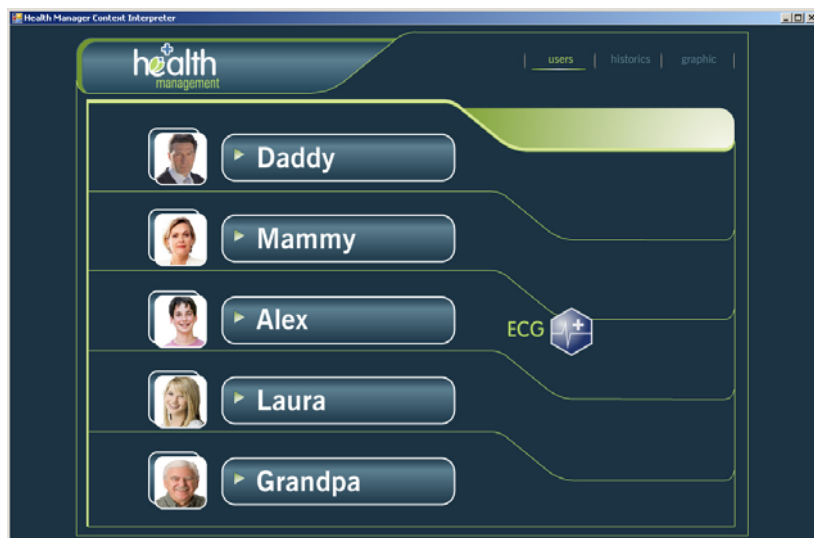 Health Manager Context Interpreter
health
management
users historics graphic
Daddy
Mammy
Alex
ECG
Laura
Grandpa